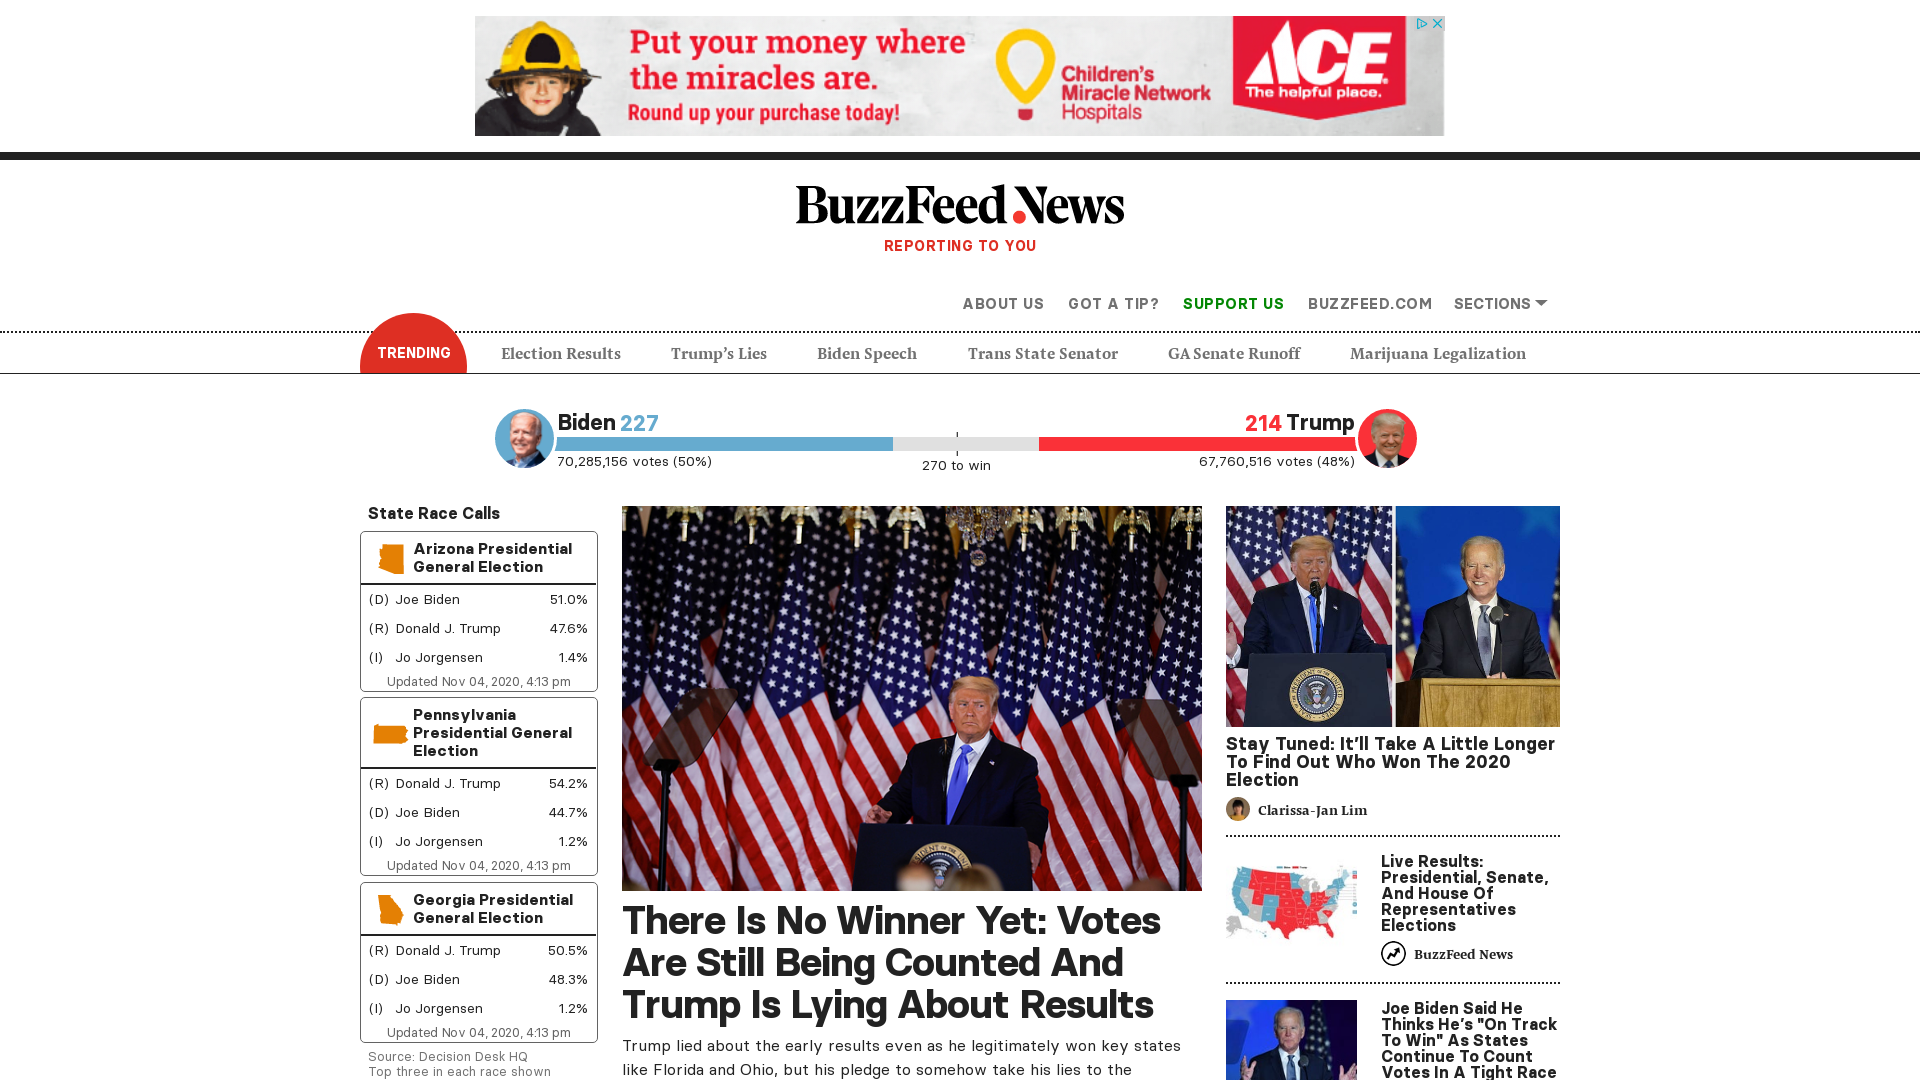 Put your money where
the miracles are.
Round up your purchase today!
Children's
Miracle Network
Hospitals
ACE
The helpful place.
BuzzFeed News
REPORTING TO YOU
ABOUT US GOT A TIP? SUPPORT US BUZZFEED.COM SECTIONS
TRENDING Election Results Trump's Lies Biden Speech Trans State Senator GA Senate Runoff Marijuana Legalization
Biden 227
214 Trump
70,285,156 votes (50%)
270 to win
67,760,516 votes (48%)
State Race Calls
Arizona Presidential
General Election
(D) Joe Biden 51.0%
(R) Donald J. Trump 47.6%
(I) Jo Jorgensen 1.4%
Updated Nov 04, 2020, 4:13 pm
Pennsylvania
Presidential General
Election
(R) Donald J. Trump 54.2%
(D) Joe Biden 44.7%
(I) Jo Jorgensen 1.2%
Updated Nov 04, 2020, 4:13 pm
Georgia Presidential
General Election
(R) Donald J. Trump 50.5%
(D) Joe Biden 48.3%
(I) Jo Jorgensen 1.2%
Updated Nov 04, 2020, 4:13 pm
Source: Decision Desk HQ
Top three in each race shown
There Is No Winner Yet: Votes
Are Still Being Counted And
Trump Is Lying About Results
Trump lied about the early results even as he legitimately won key states
like Florida and Ohio, but his pledge to somehow take his lies to the
Stay Tuned: It'll Take A Little Longer
To Find Out Who Won The 2020
Election
Clarissa-Jan Lim
Live Results:
Presidential, Senate,
And House Of
Representatives
Elections
BuzzFeed News
Joe Biden Said He
Thinks He's "On Track
To Win" As States
Continue To Count
Votes In A Tight Race